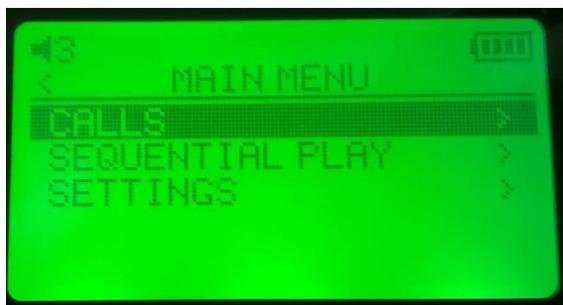 3
< MAIN MENU
CALLS >
SEQUENTIAL PLAY >
SETTINGS >